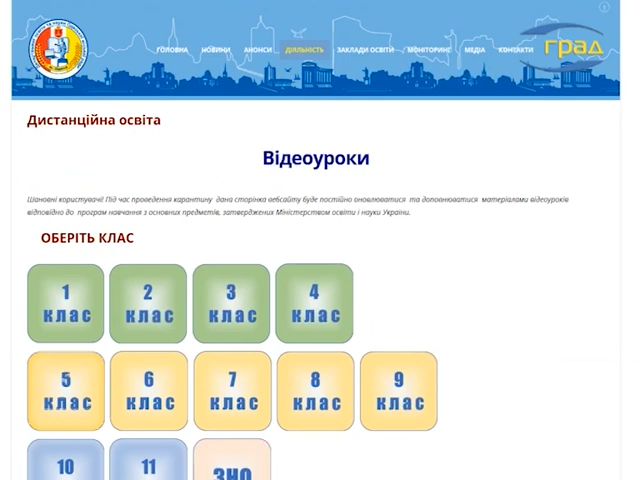 ГОЛОВНА НОВИНИ АНОНСИ ДІЯЛЬНІСТЬ ЗАКЛАДИ ОСВІТИ МОНІТОРИНГ МЕДІА КОНТАКТИ
град
Дистанційна освіта
Відеоуроки
Шановні користувачі! Під час проведення карантину дана сторінка вебсайту буде постійно оновлюватися та доповнюватися матеріалами відеоуроків
відповідно до програм навчання з основних предметів, затверджених Міністерством освіти і науки України.
ОБЕРІТЬ КЛАС
1 клас
2 клас
3 клас
4 клас
5 клас
6 клас
7 клас
8 клас
9 клас
10
11
ЗНО